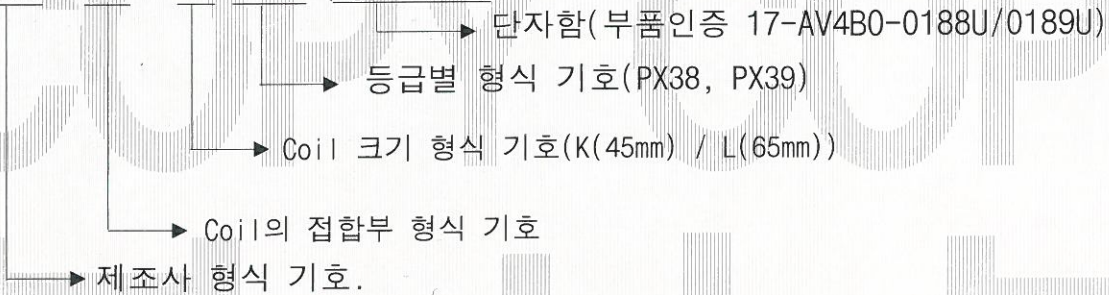 단자함(부품인증 17-AV4BO-0188U/0189U)
등급별 형식 기호(PX38, PX39)
Coil 크기 형식 기호(K(45mm) / L(65mm))
Coil의 접합부 형식 기호
제조사 형식 기호.